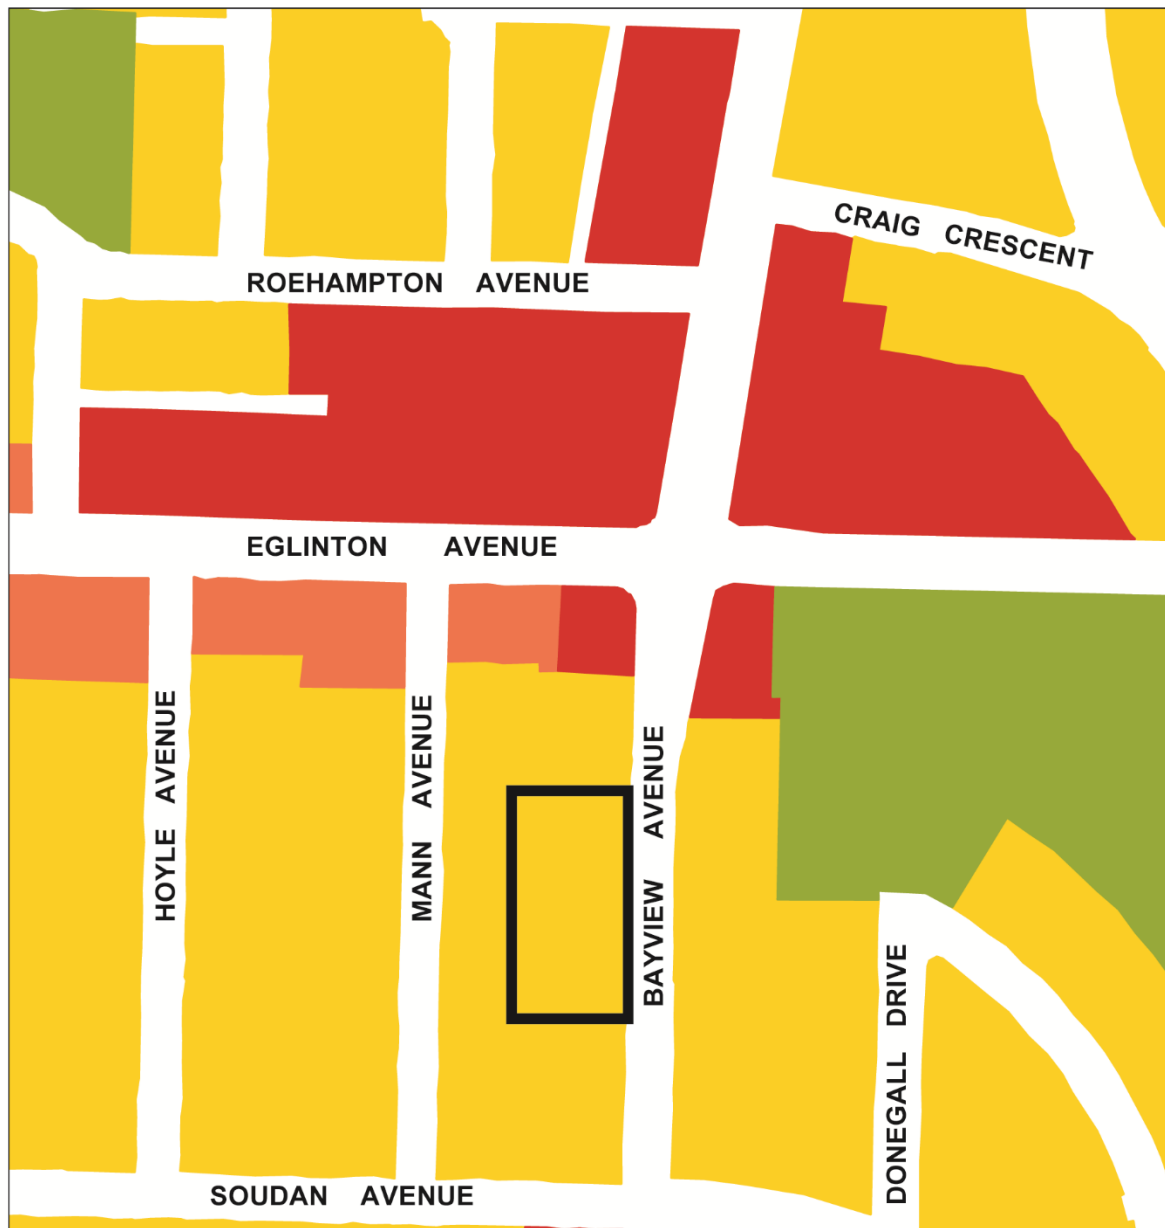 CRAIG CRESCENT
ROEHAMPTON AVENUE
EGLINTON AVENUE
HOYLE AVENUE
MANN AVENUE
BAYVIEW AVENUE
DONEGALL DRIVE
SOUDAN AVENUE